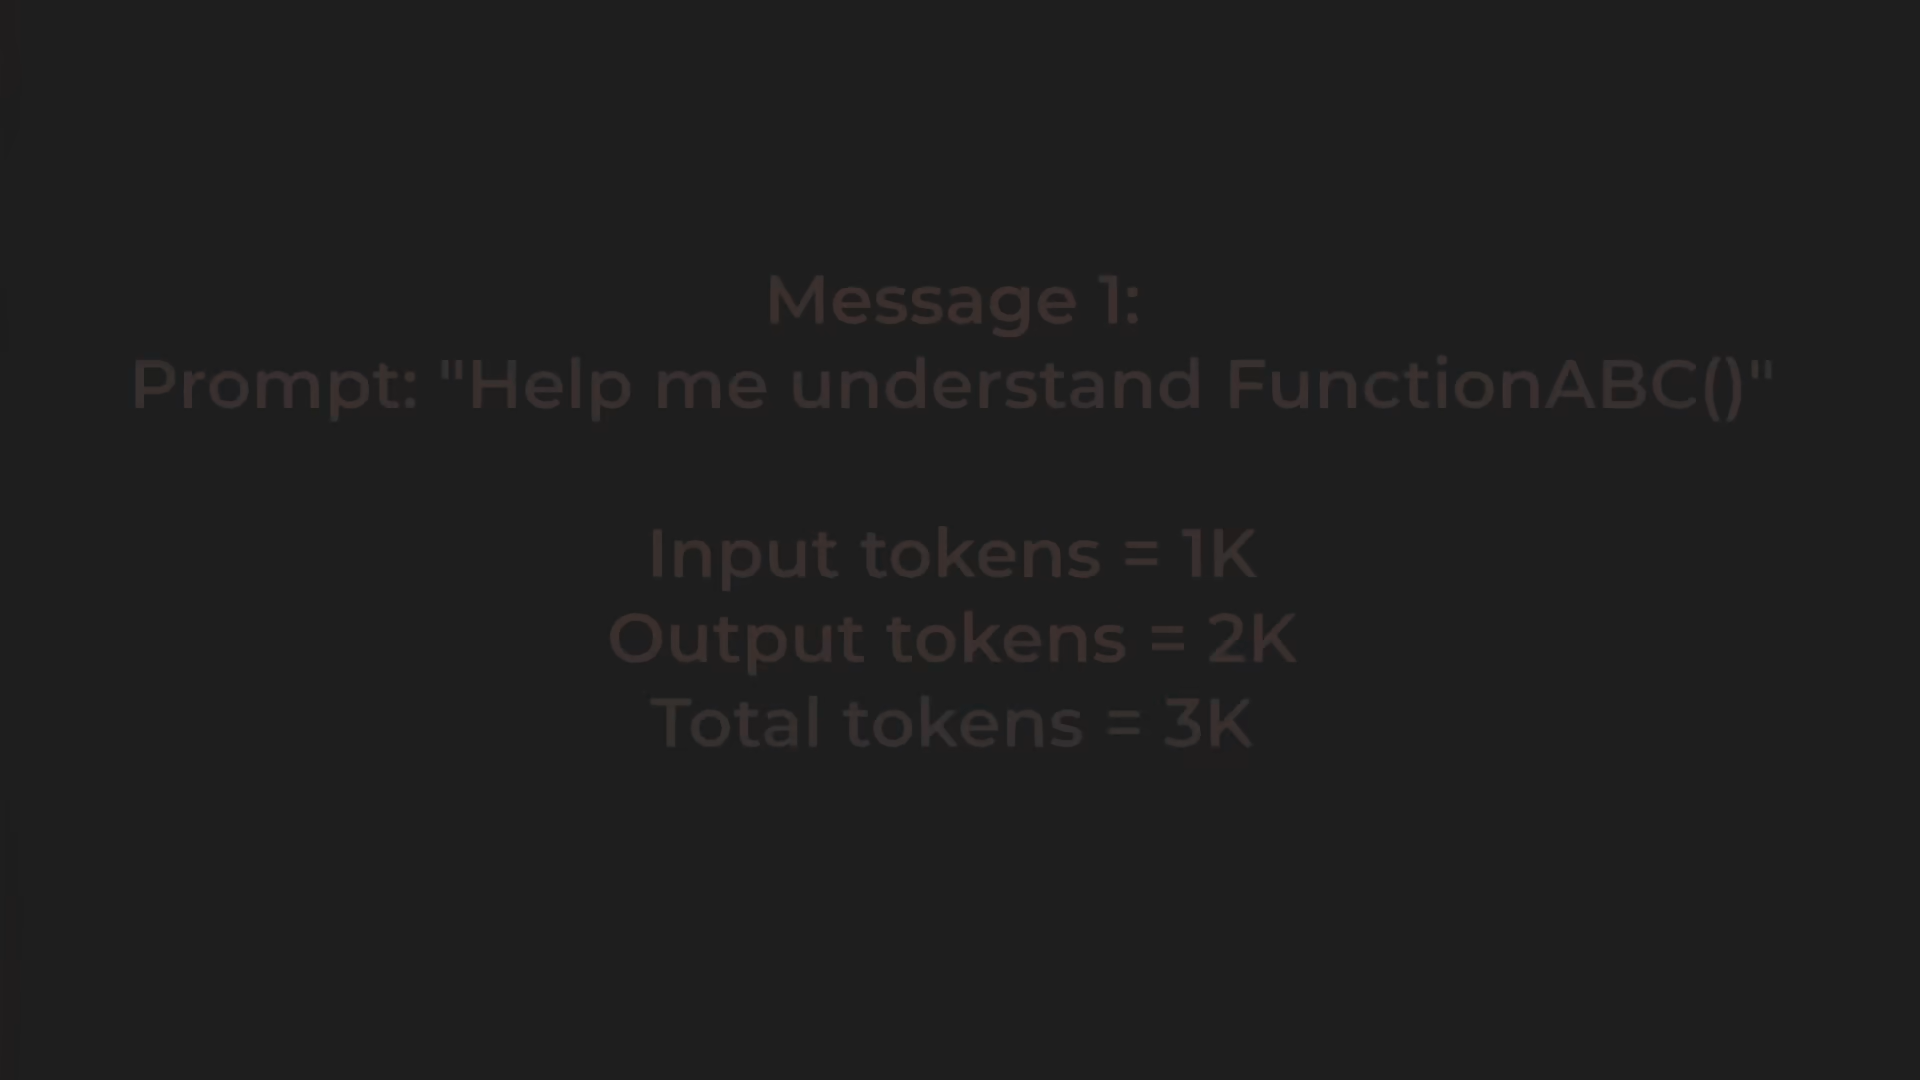 Message 1:
Prompt: "Help me understand FunctionABC()"
Input tokens = 1K
Output tokens = 2K
Total tokens = 3K